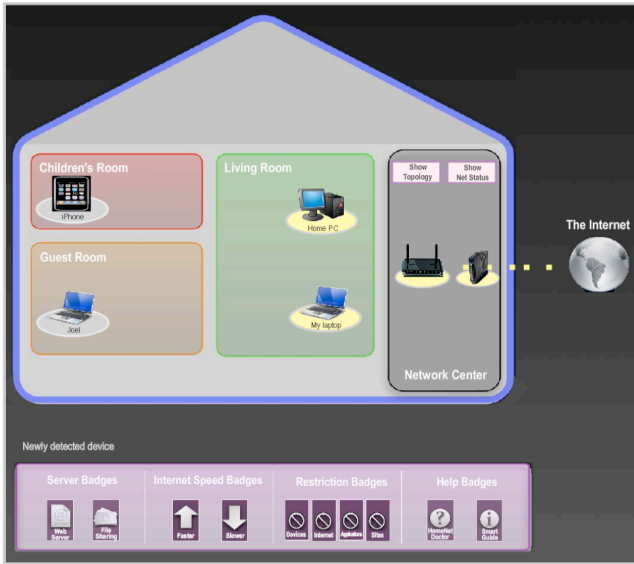 Children's Room
iPhone
Living Room
Home PC
Show
Topology
Show
Net Status
The Internet
Guest Room
Joel
My laptop
Network Center
Newly detected device
Server Badges
Internet Speed Badges
Restriction Badges
Help Badges
Web
Server
File
Sharing
Faster
Slower
Devices
Internet
Applications
Sites
HomeNet
Doctor
Smart
Guide